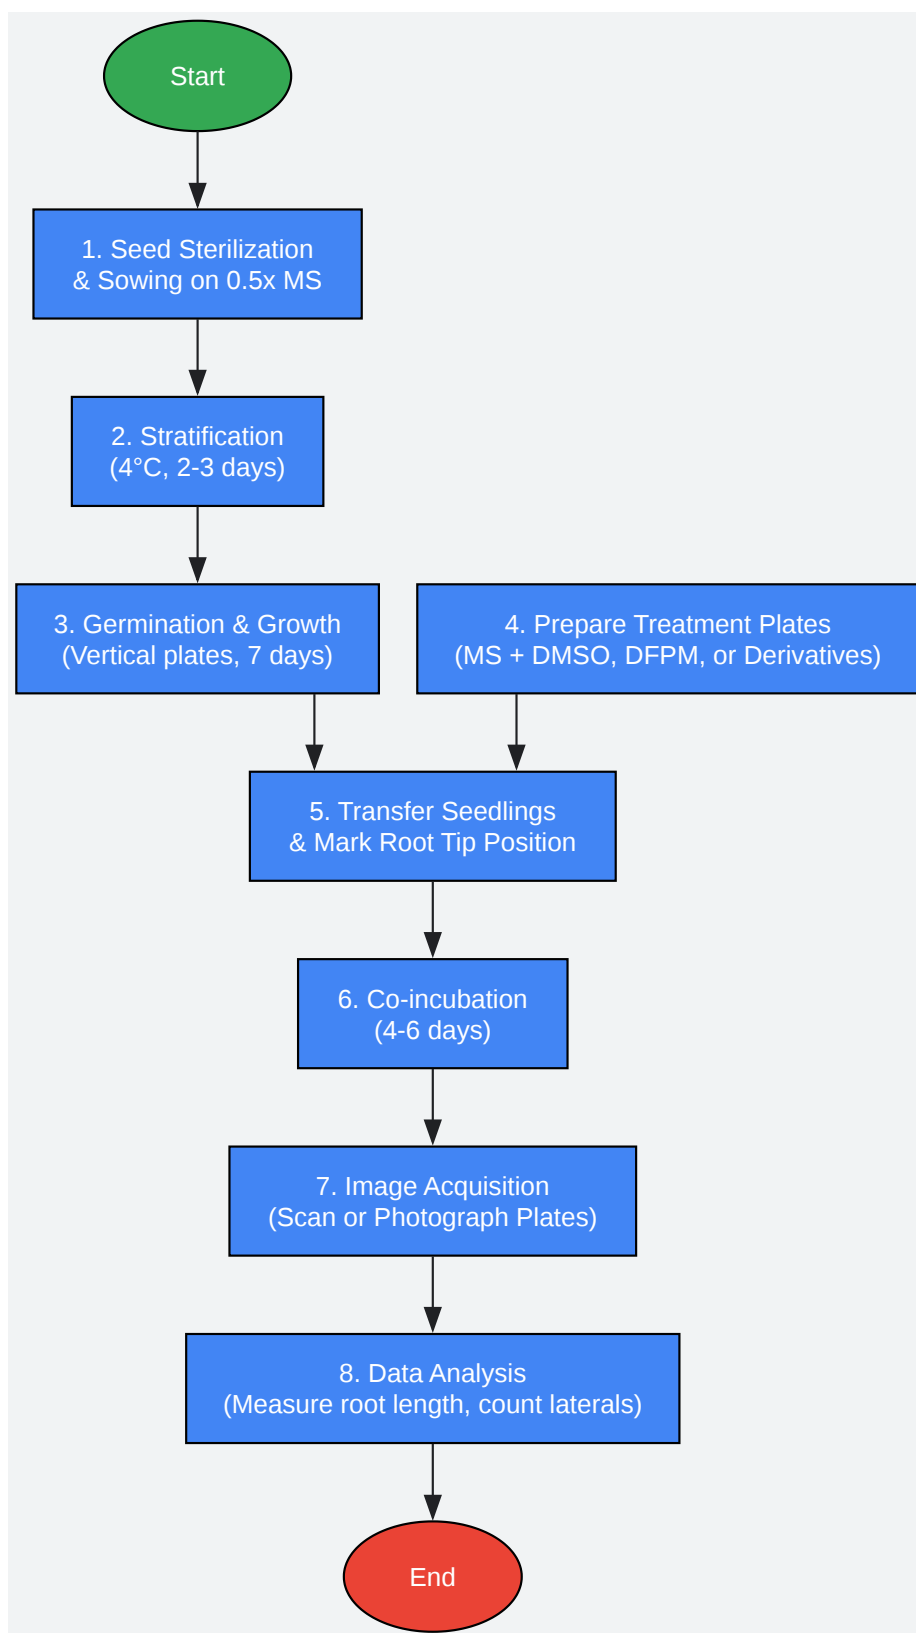 Start
1. Seed Sterilization
& Sowing on 0.5x MS
2. Stratification
(4°C, 2-3 days)
3. Germination & Growth
(Vertical plates, 7 days)
4. Prepare Treatment Plates
(MS + DMSO, DFPM, or Derivatives)
5. Transfer Seedlings
& Mark Root Tip Position
6. Co-incubation
(4-6 days)
7. Image Acquisition
(Scan or Photograph Plates)
8. Data Analysis
(Measure root length, count laterals)
End